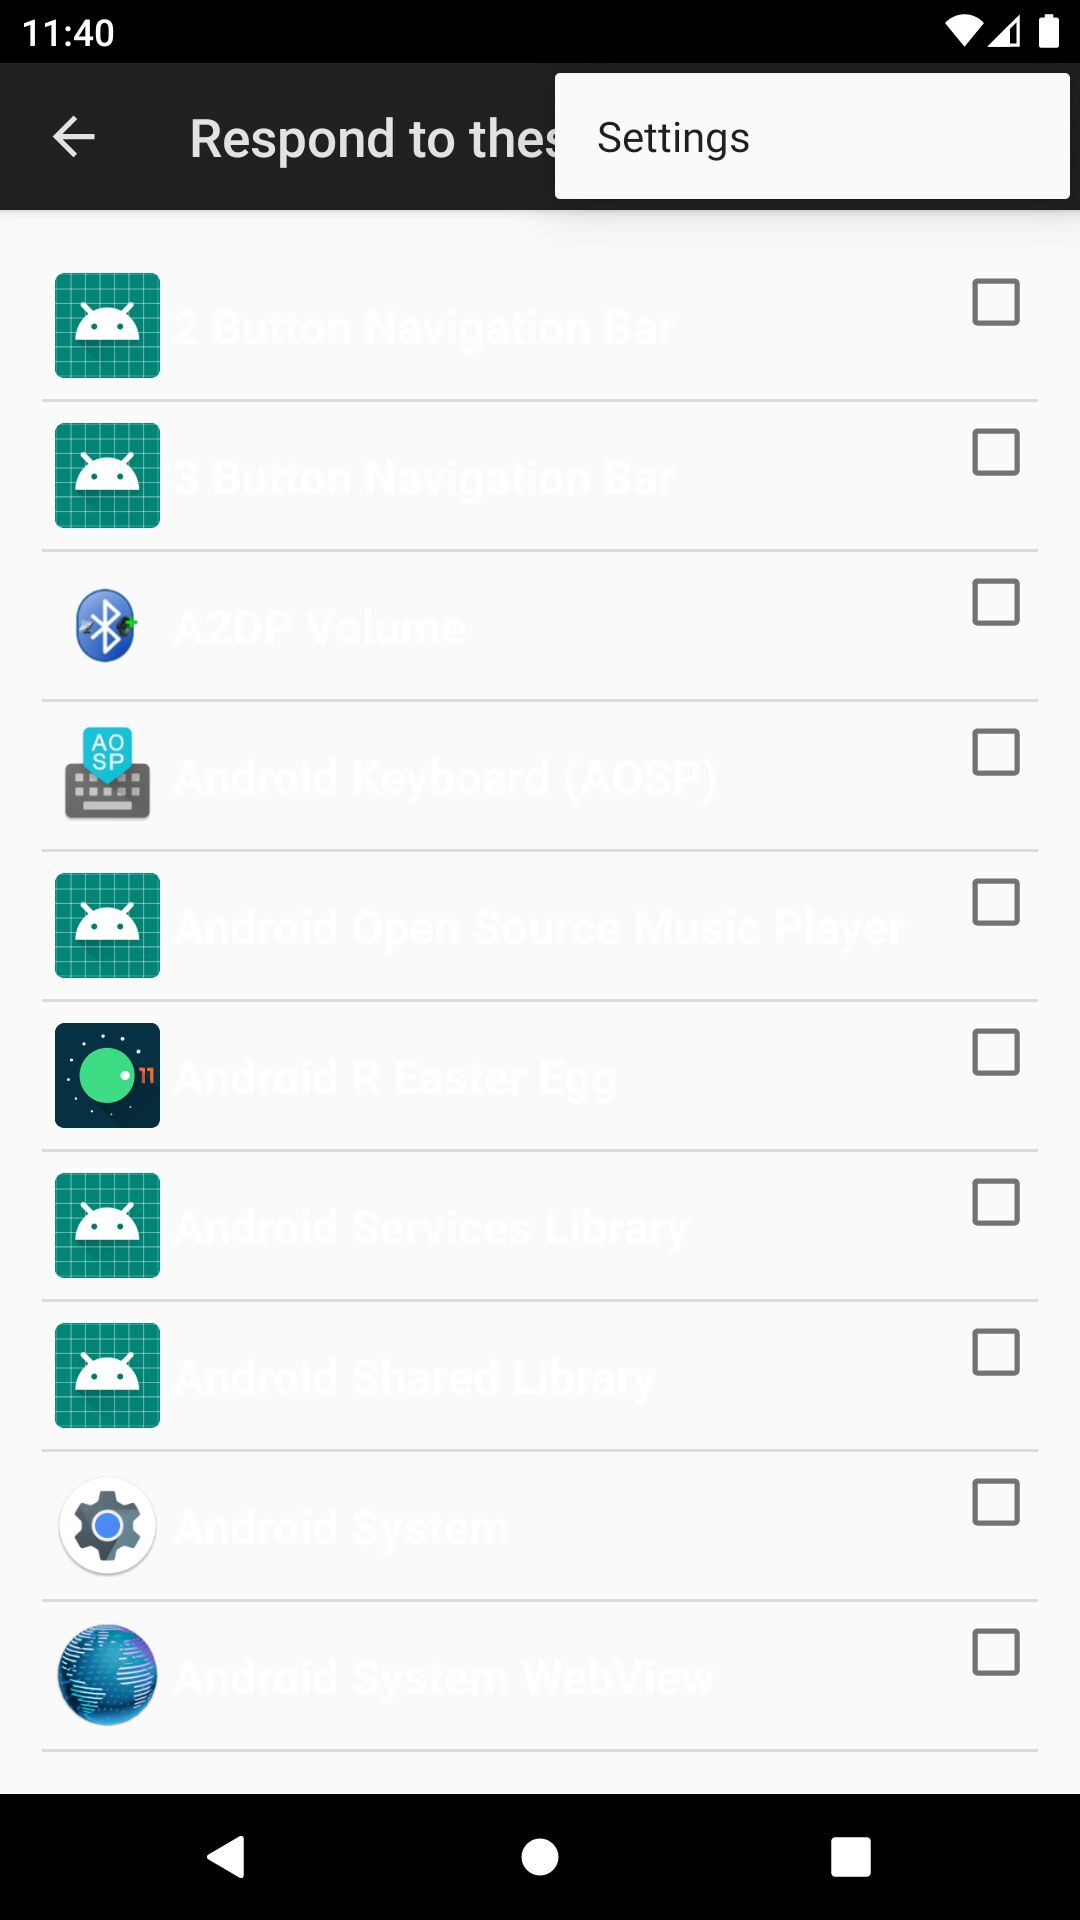 11:40
Respond to thes
Settings
2 Button Navigation Bar
3 Button Navigation Bar
A2DP Volume
AO
SP
Android Keyboard (AOSP)
Android Open Source Music Player
11
Android R Easter Egg
Android Services Library
Android Shared Library
Android System
Android System WebView